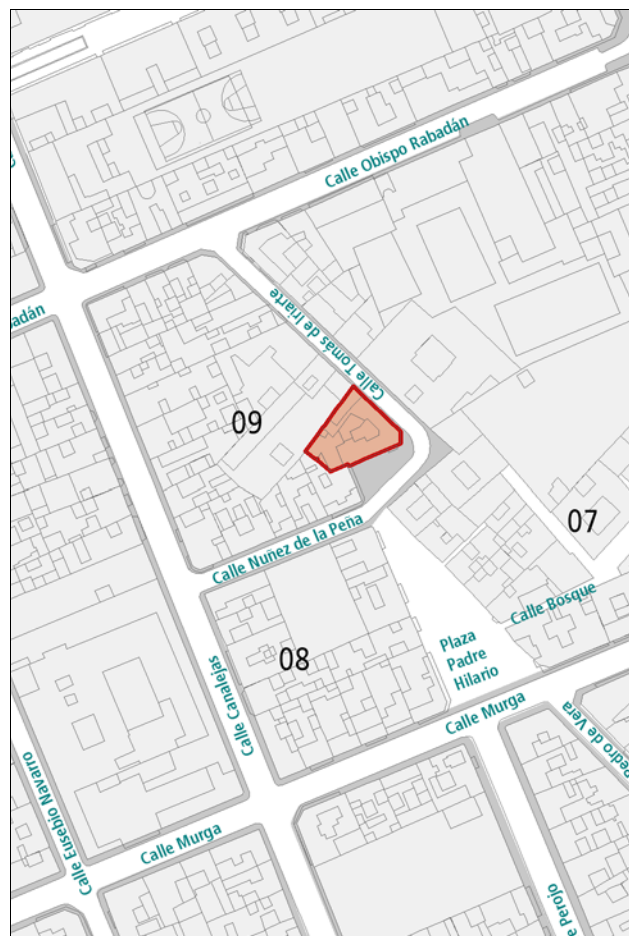 Calle Obispo Rabadán
badán
Calle Tomás de Iriarte
09
07
Calle Nuñez de la Peña
Calle Bosque
08
Plaza
Padre
Hilario
Calle Canalejas
Calle Murga
Pedro de Vera
Calle Eusebio Navarro
Calle Murga
e Perojo